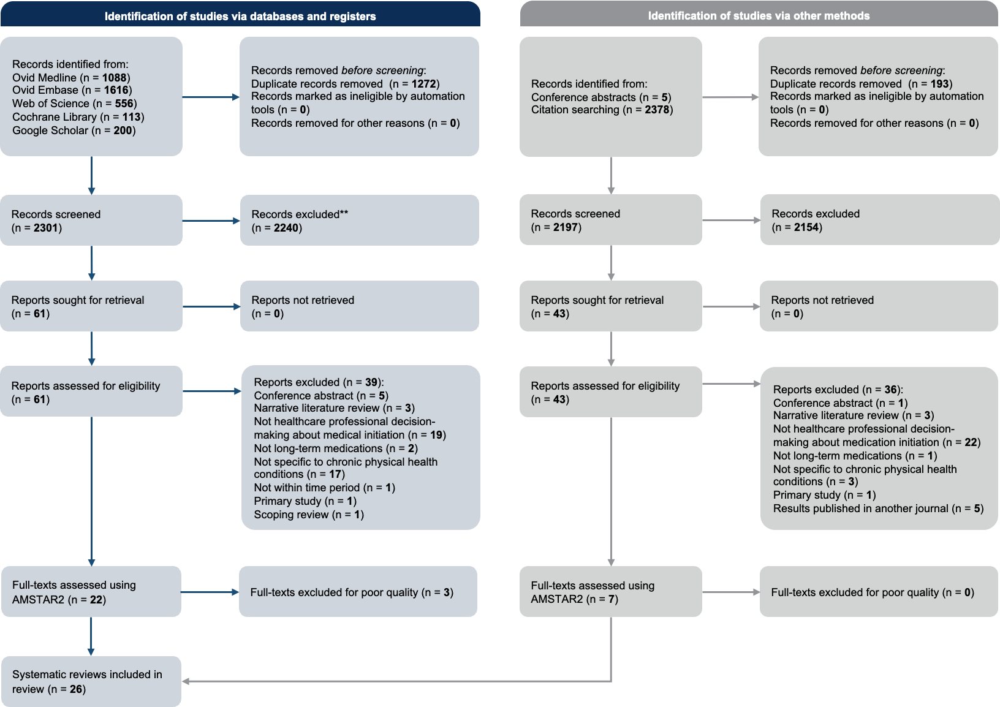 Identification of studies via databases and registers
Records identified from:
Ovid Medline (n = 1088)
Ovid Embase (n = 1616)
Web of Science (n = 556)
Cochrane Library (n = 113)
Google Scholar (n = 200)
Records removed before screening:
Duplicate records removed (n = 1272)
Records marked as ineligible by automation
tools (n = 0)
Records removed for other reasons (n = 0)
Records screened
(n = 2301)
Records excluded**
(n = 2240)
Reports sought for retrieval
(n = 61)
Reports not retrieved
(n = 0)
Reports assessed for eligibility
(n = 61)
Reports excluded (n = 39):
Conference abstract (n = 5)
Narrative literature review (n = 3)
Not healthcare professional decision-
making about medical initiation (n = 19)
Not long-term medications (n = 2)
Not specific to chronic physical health
conditions (n = 17)
Not within time period (n = 1)
Primary study (n = 1)
Scoping review (n = 1)
Full-texts assessed using
AMSTAR2 (n = 22)
Full-texts excluded for poor quality (n = 3)
Systematic reviews included in
review (n = 26)
Identification of studies via other methods
Records identified from:
Conference abstracts (n = 5)
Citation searching (n = 2378)
Records removed before screening:
Duplicate records removed (n = 193)
Records marked as ineligible by automation
tools (n = 0)
Records removed for other reasons (n = 0)
Records screened
(n = 2197)
Records excluded
(n = 2154)
Reports sought for retrieval
(n = 43)
Reports not retrieved
(n = 0)
Reports assessed for eligibility
(n = 43)
Reports excluded (n = 36):
Conference abstract (n = 1)
Narrative literature review (n = 3)
Not healthcare professional decision-
making about medication initiation (n = 22)
Not long-term medications (n = 1)
Not specific to chronic physical health
conditions (n = 3)
Primary study (n = 1)
Results published in another journal (n = 5)
Full-texts assessed using
AMSTAR2 (n = 7)
Full-texts excluded for poor quality (n = 0)